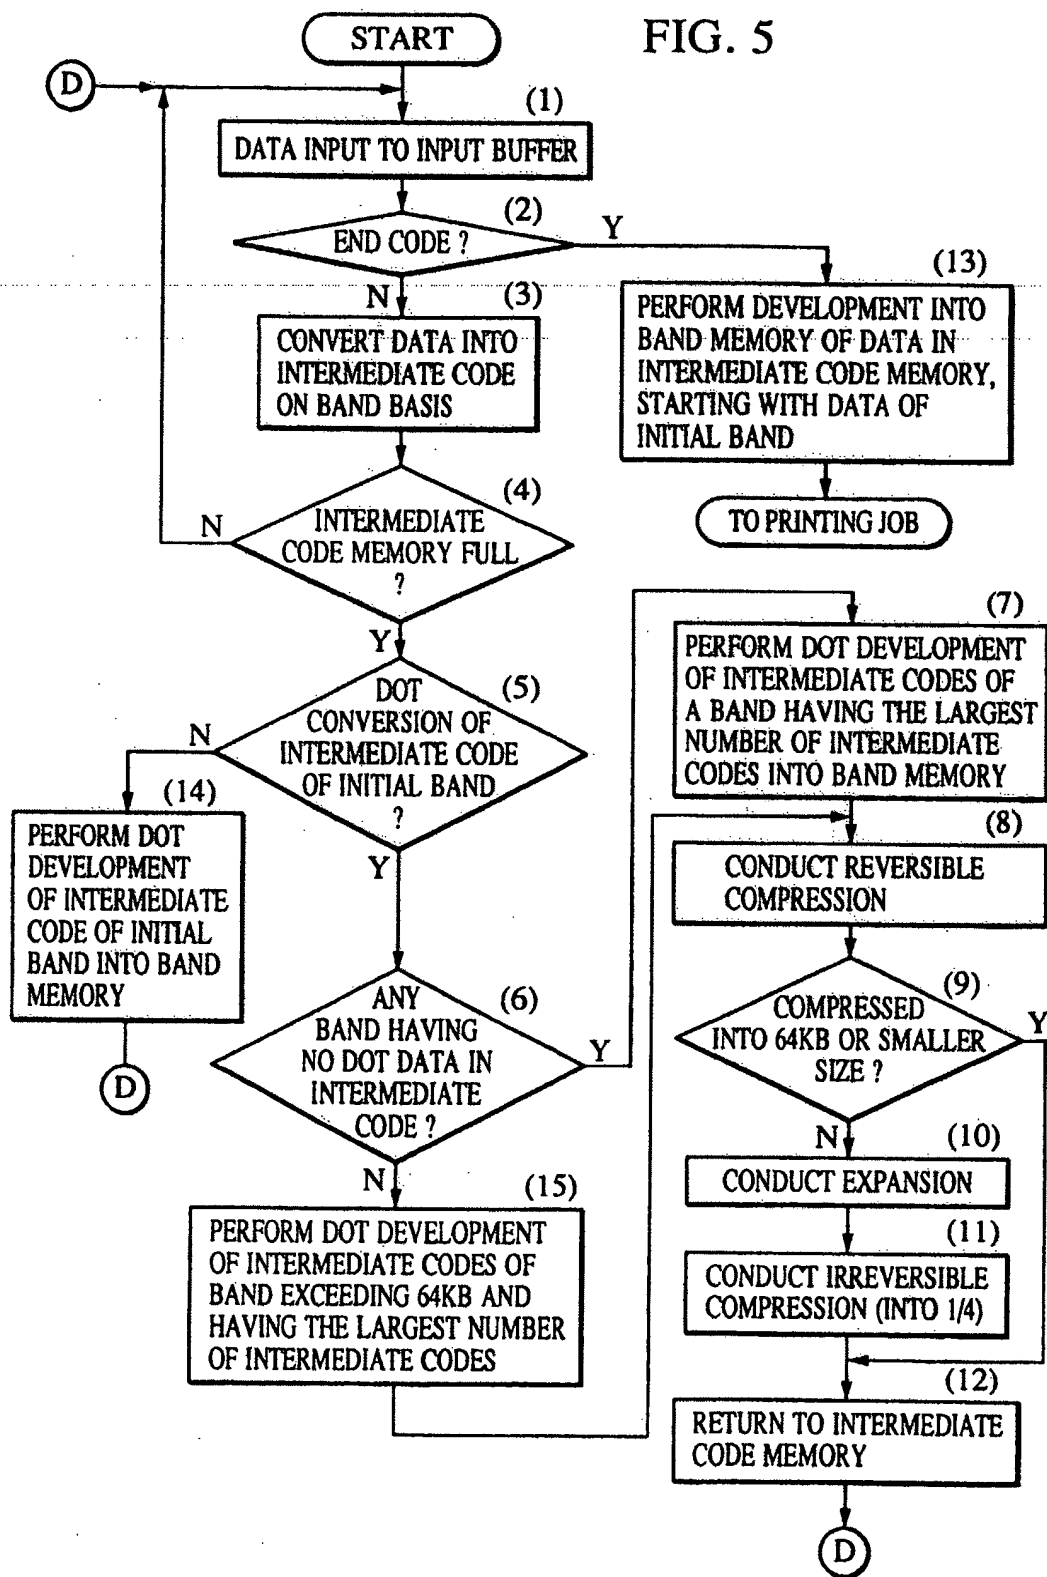 FIG. 5
START
D
(1)
DATA INPUT TO INPUT BUFFER
(2)
END CODE ?
Y
N
(3)
CONVERT DATA INTO
INTERMEDIATE CODE
ON BAND BASIS
(13)
PERFORM DEVELOPMENT INTO
BAND MEMORY OF DATA IN
INTERMEDIATE CODE MEMORY,
STARTING WITH DATA OF
INITIAL BAND
TO PRINTING JOB
(4)
INTERMEDIATE
CODE MEMORY FULL
?
N
Y
(5)
DOT
CONVERSION OF
INTERMEDIATE CODE
OF INITIAL BAND
?
N
Y
(14)
PERFORM DOT
DEVELOPMENT
OF INTERMEDIATE
CODE OF INITIAL
BAND INTO BAND
MEMORY
D
(6)
ANY
BAND HAVING
NO DOT DATA IN
INTERMEDIATE
CODE ?
Y
N
(15)
PERFORM DOT DEVELOPMENT
OF INTERMEDIATE CODES OF
BAND EXCEEDING 64KB AND
HAVING THE LARGEST NUMBER
OF INTERMEDIATE CODES
(7)
PERFORM DOT DEVELOPMENT
OF INTERMEDIATE CODES OF
A BAND HAVING THE LARGEST
NUMBER OF INTERMEDIATE
CODES INTO BAND MEMORY
(8)
CONDUCT REVERSIBLE
COMPRESSION
(9)
COMPRESSED
INTO 64KB OR SMALLER
SIZE ?
Y
N
(10)
CONDUCT EXPANSION
(11)
CONDUCT IRREVERSIBLE
COMPRESSION (INTO 1/4)
(12)
RETURN TO INTERMEDIATE
CODE MEMORY
D